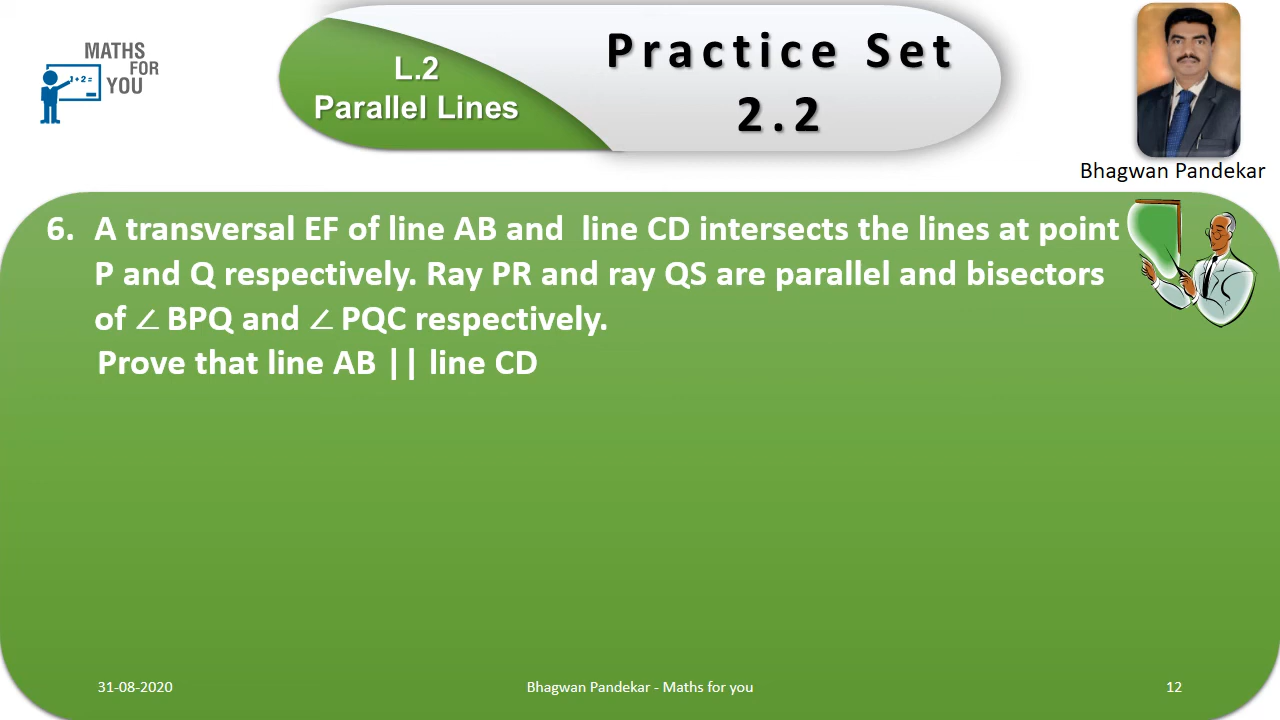 MATHS
FOR
YOU
1+2=
L.2
Parallel Lines
Practice Set
2.2
Bhagwan Pandekar
6. A transversal EF of line AB and line CD intersects the lines at point
P and Q respectively. Ray PR and ray QS are parallel and bisectors
of ∠ BPQ and ∠ PQC respectively.
Prove that line AB || line CD
31-08-2020
Bhagwan Pandekar - Maths for you
12